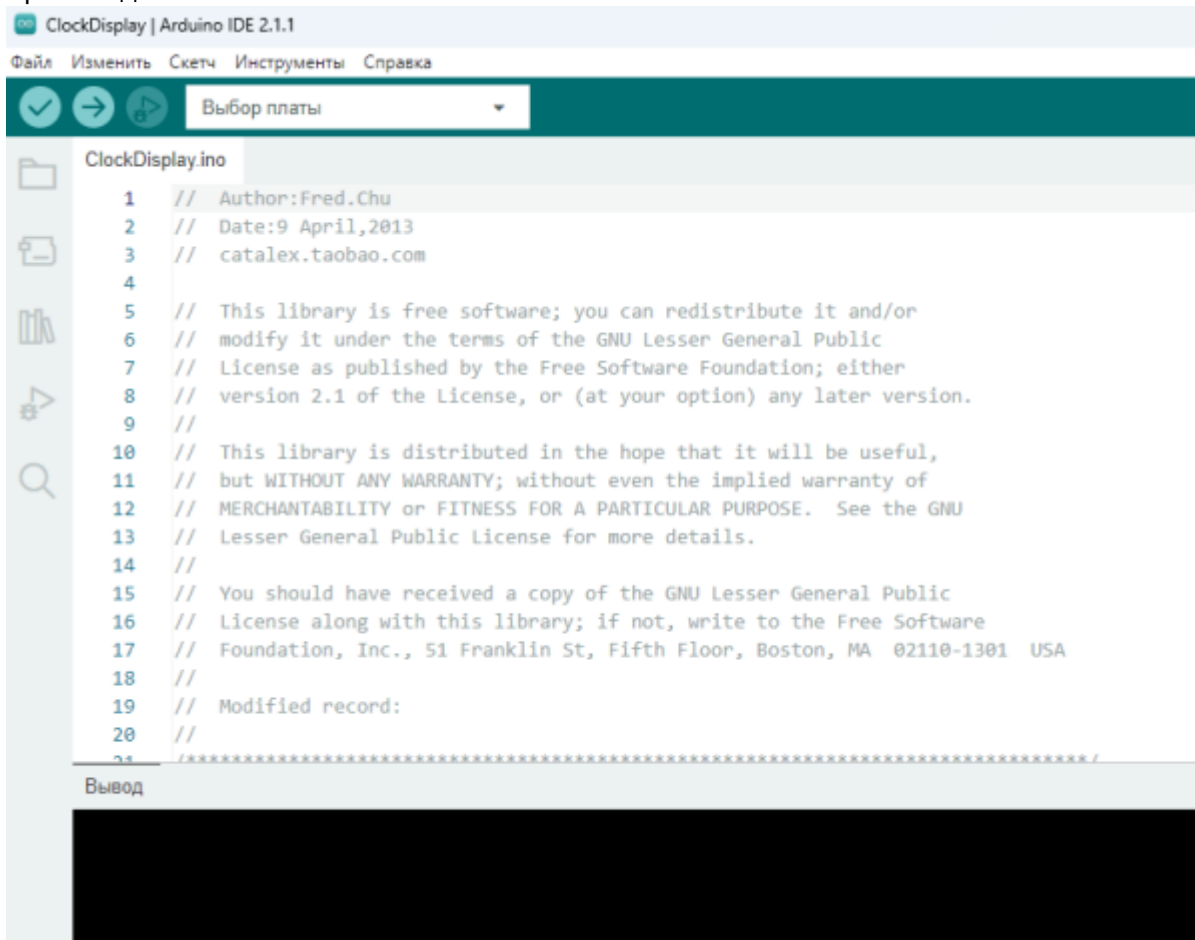 ClockDisplay | Arduino IDE 2.1.1
Файл Изменить Скетч Инструменты Справка
Выбор платы
ClockDisplay.ino
1 // Author:Fred.Chu
2 // Date:9 April,2013
3 // catalex.taobao.com
4
5 // This library is free software; you can redistribute it and/or
6 // modify it under the terms of the GNU Lesser General Public
7 // License as published by the Free Software Foundation; either
8 // version 2.1 of the License, or (at your option) any later version.
9 //
10 // This library is distributed in the hope that it will be useful,
11 // but WITHOUT ANY WARRANTY; without even the implied warranty of
12 // MERCHANTABILITY or FITNESS FOR A PARTICULAR PURPOSE.  See the GNU
13 // Lesser General Public License for more details.
14 //
15 // You should have received a copy of the GNU Lesser General Public
16 // License along with this library; if not, write to the Free Software
17 // Foundation, Inc., 51 Franklin St, Fifth Floor, Boston, MA  02110-1301  USA
18 //
19 // Modified record:
20 //
21 /*******************************************************************************/
Вывод